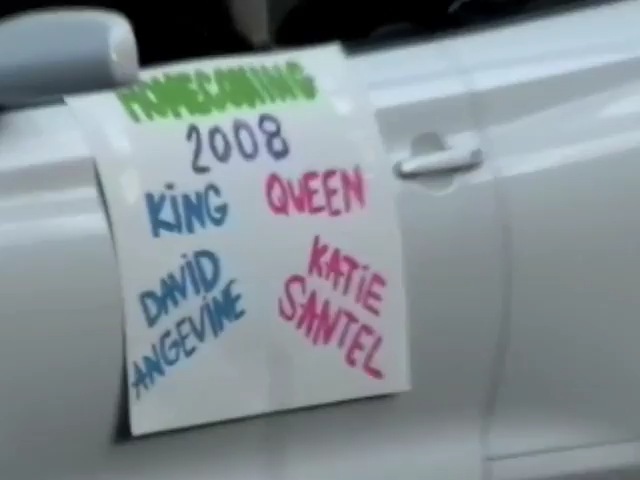 HOMECOMING
2008
KING QUEEN
DAVID
ANGEVINE
KATIE
SANTEL